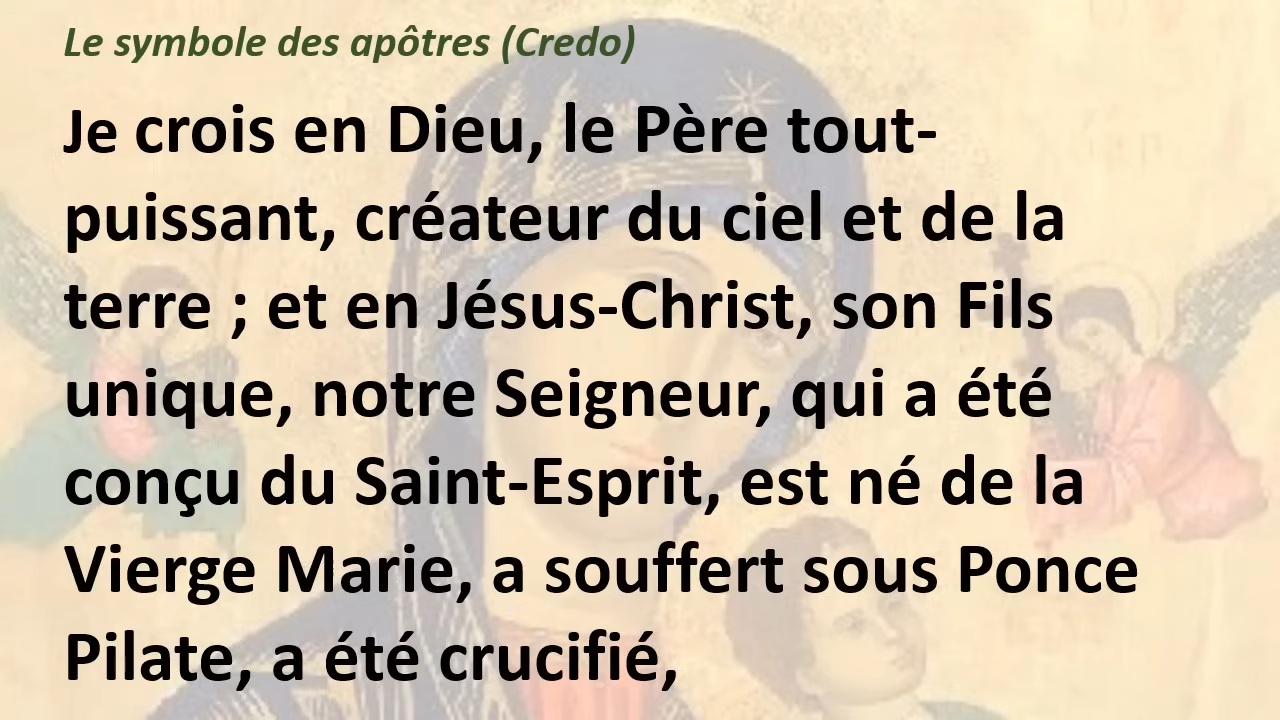 Le symbole des apôtres (Credo)
Je crois en Dieu, le Père tout-
puissant, créateur du ciel et de la
terre ; et en Jésus-Christ, son Fils
unique, notre Seigneur, qui a été
conçu du Saint-Esprit, est né de la
Vierge Marie, a souffert sous Ponce
Pilate, a été crucifié,